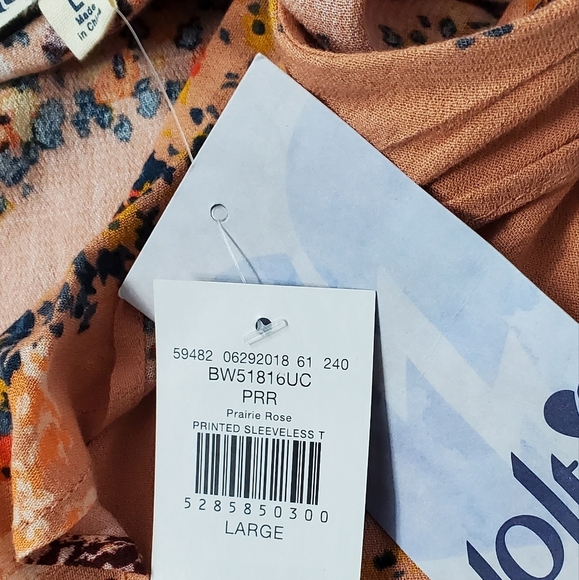 L
Made
in China
59482 06292018 61 240
BW51816UC
PRR
Prairie Rose
PRINTED SLEEVELESS T
5285850300
LARGE